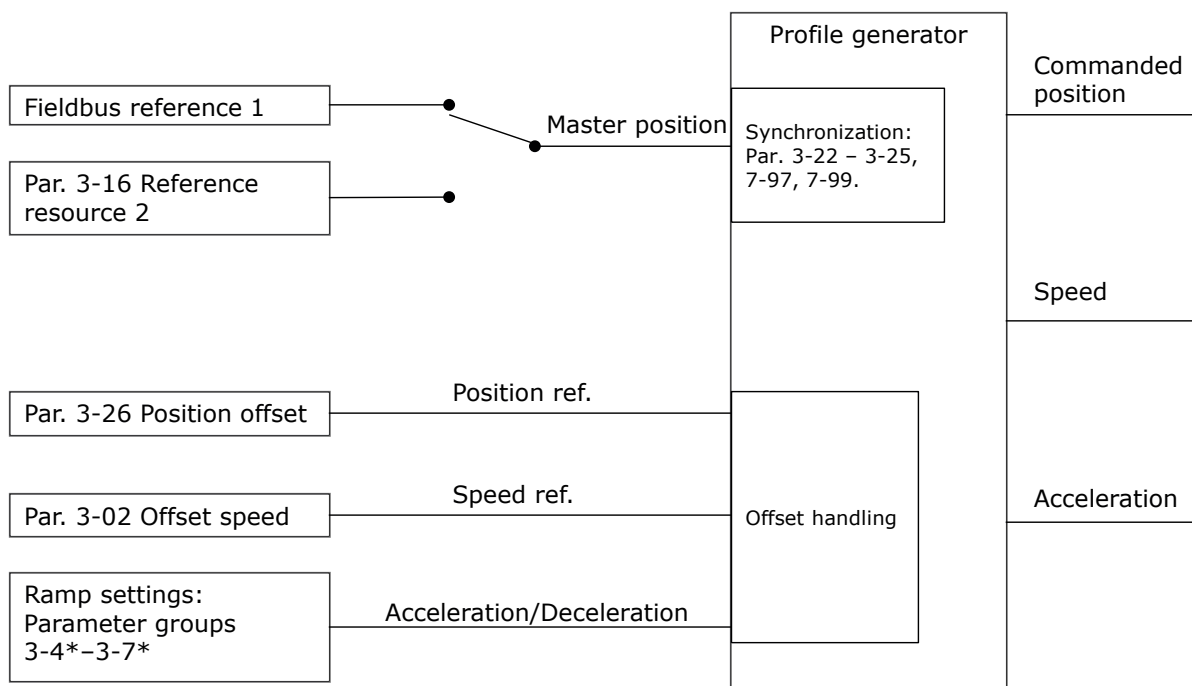 Profile generator
Commanded
position
Fieldbus reference 1
Master position
Synchronization:
Par. 3-22 – 3-25,
7-97, 7-99.
Par. 3-16 Reference
resource 2
Speed
Par. 3-26 Position offset
Position ref.
Par. 3-02 Offset speed
Speed ref.
Offset handling
Acceleration
Ramp settings:
Parameter groups
3-4*–3-7*
Acceleration/Deceleration